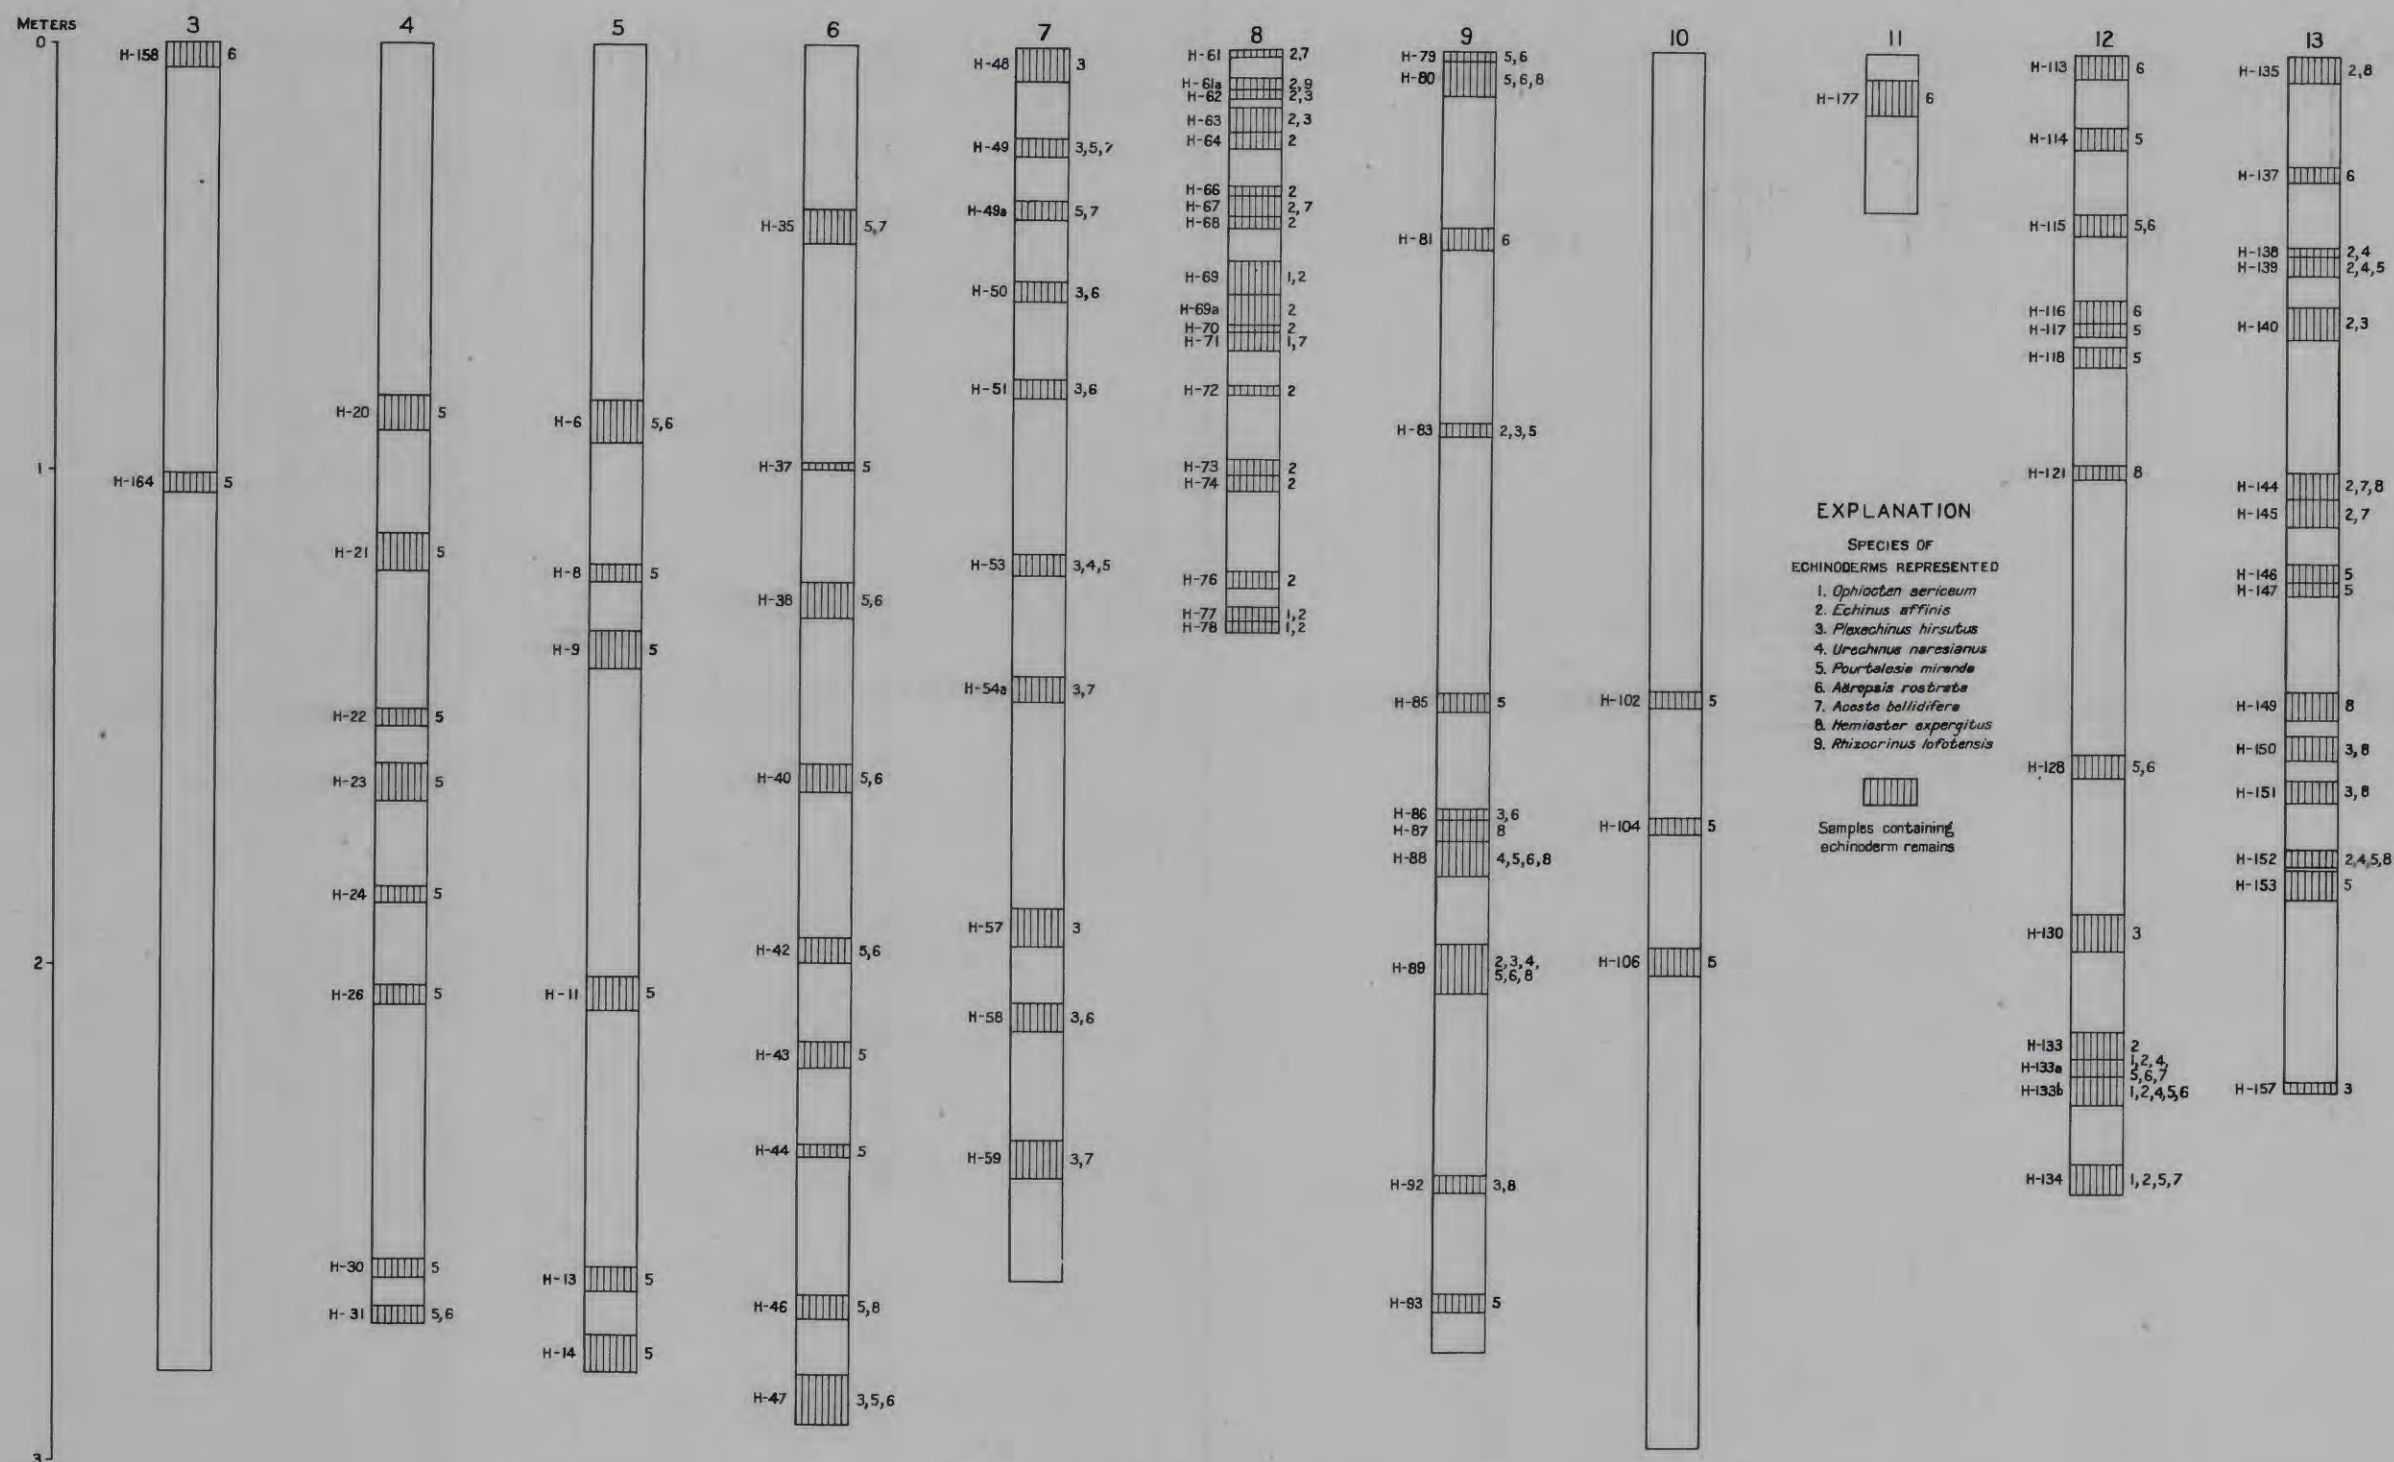 METERS
0
1
2
3
3
H-158 6
H-164 5
4
H-20 5
H-21 5
H-22 5
H-23 5
H-24 5
H-26 5
H-30 5
H-31 5,6
5
H-6 5,6
H-8 5
H-9 5
H-11 5
H-13 5
H-14 5
6
H-35 5,7
H-37 5
H-38 5,6
H-40 5,6
H-42 5,6
H-43 5
H-44 5
H-46 5,8
H-47 3,5,6
7
H-48 3
H-49 3,5,7
H-49a 5,7
H-50 3,6
H-51 3,6
H-53 3,4,5
H-54a 3,7
H-57 3
H-58 3,6
H-59 3,7
8
H-61 2,7
H-61a 2,9
H-62 2,3
H-63 2,3
H-64 2
H-66 2
H-67 2,7
H-68 2
H-69 1,2
H-69a 2
H-70 2
H-71 1,7
H-72 2
H-73 2
H-74 2
H-76 2
H-77 1,2
H-78 1,2
9
H-79 5,6
H-80 5,6,8
H-81 6
H-83 2,3,5
H-85 5
H-86 3,6
H-87 8
H-88 4,5,6,8
H-89 2,3,4,
5,6,8
H-92 3,8
H-93 5
10
H-102 5
H-104 5
H-106 5
11
H-177 6
EXPLANATION
SPECIES OF
ECHINODERMS REPRESENTED
1. Ophiocten sericeum
2. Echinus affinis
3. Plexechinus hirsutus
4. Urechinus naresianus
5. Pourtalesia miranda
6. Aëropsis rostrata
7. Aceste bellidifera
8. Hemiaster expergitus
9. Rhizocrinus lofotensis
Samples containing
echinoderm remains
12
H-113 6
H-114 5
H-115 5,6
H-116 6
H-117 5
H-118 5
H-121 8
H-128 5,6
H-130 3
H-133 2
H-133a 1,2,4,
5,6,7
H-133b 1,2,4,5,6
H-134 1,2,5,7
13
H-135 2,8
H-137 6
H-138 2,4
H-139 2,4,5
H-140 2,3
H-144 2,7,8
H-145 2,7
H-146 5
H-147 5
H-149 8
H-150 3,8
H-151 3,8
H-152 2,4,5,8
H-153 5
H-157 3